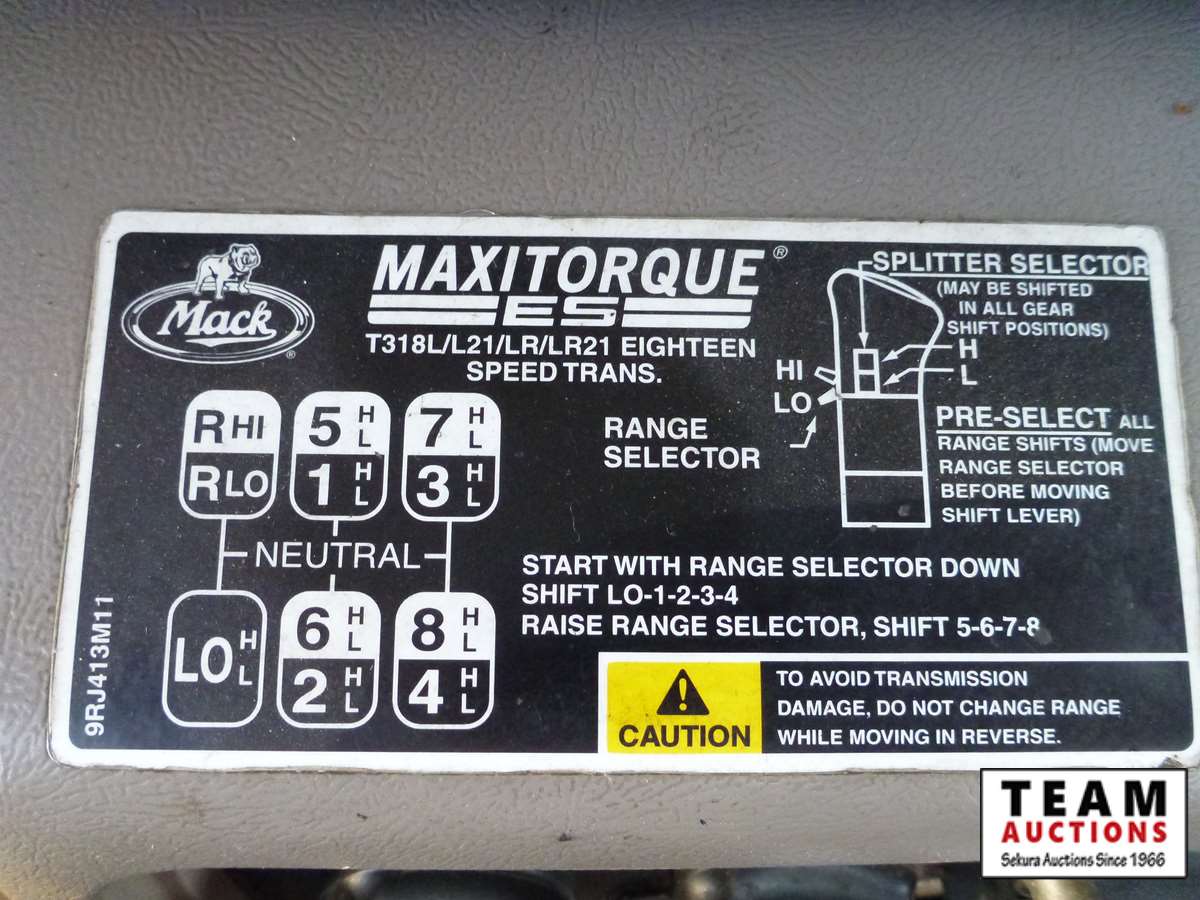 Mack
®
MAXITORQUE®
ES
T318L/L21/LR/LR21 EIGHTEEN
SPEED TRANS.
R HI
R LO
5 H L
1 H L
7 H L
3 H L
NEUTRAL
LO H L
6 H L
2 H L
8 H L
4 H L
9RJ413M11
RANGE
SELECTOR
HI
LO
SPLITTER SELECTOR
(MAY BE SHIFTED
IN ALL GEAR
SHIFT POSITIONS)
H
L
PRE-SELECT ALL
RANGE SHIFTS (MOVE
RANGE SELECTOR
BEFORE MOVING
SHIFT LEVER)
START WITH RANGE SELECTOR DOWN
SHIFT LO-1-2-3-4
RAISE RANGE SELECTOR, SHIFT 5-6-7-8
CAUTION
TO AVOID TRANSMISSION
DAMAGE, DO NOT CHANGE RANGE
WHILE MOVING IN REVERSE.
TEAM
AUCTIONS
Sekura Auctions Since 1966